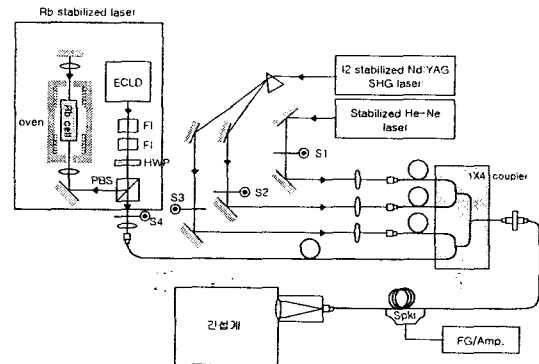 Rb stabilized laser
ECLD
I2 stabilized Nd:YAG
SHG laser
Stabilized He-Ne
laser
oven
Rb cell
FI
FI
HWP
PBS
S1
S2
S3
S4
1X4 coupler
간섭계
Spkr
FG/Amp.